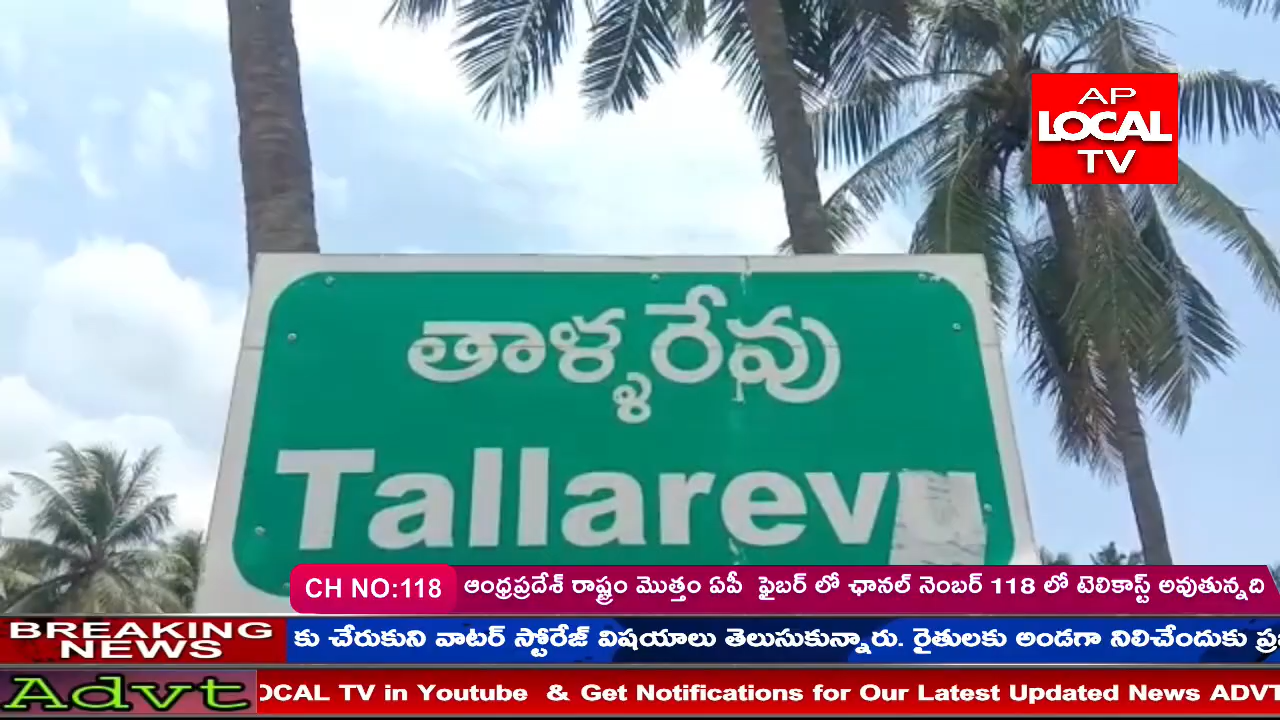 AP
LOCAL
TV
తాళ్ళరేవు
Tallarevu
CH NO:118 ఆంధ్రప్రదేశ్ రాష్ట్రం మొత్తం ఏపీ ఫైబర్ లో ఛానల్ నెంబర్ 118 లో టెలికాస్ట్ అవుతున్నది
BREAKING
NEWS
కు చేరుకుని వాటర్ స్టోరేజ్ విషయాలు తెలుసుకున్నారు. రైతులకు అండగా నిలిచేందుకు
Advt
OCAL TV in Youtube & Get Notifications for Our Latest Updated News ADVT